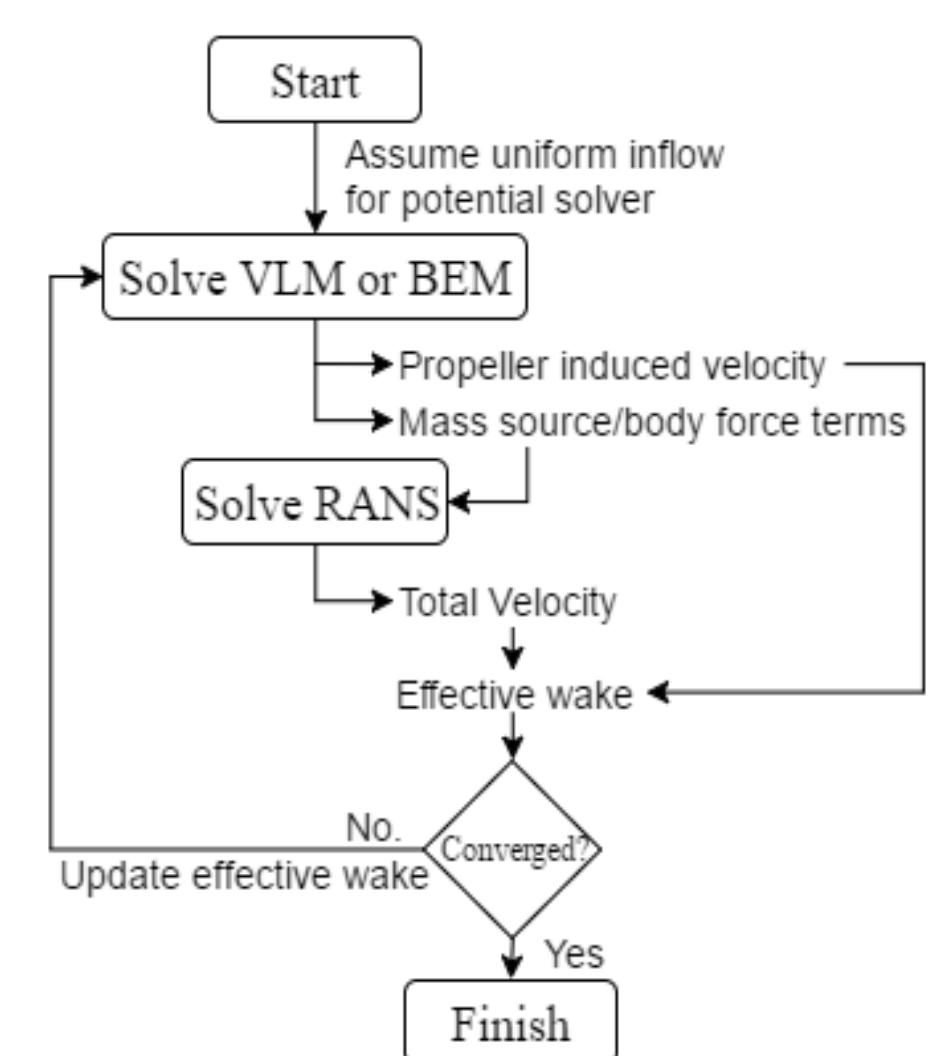 Start
Assume uniform inflow
for potential solver
Solve VLM or BEM
Propeller induced velocity
Mass source/body force terms
Solve RANS
Total Velocity
Effective wake
Converged?
No.
Update effective wake
Yes
Finish